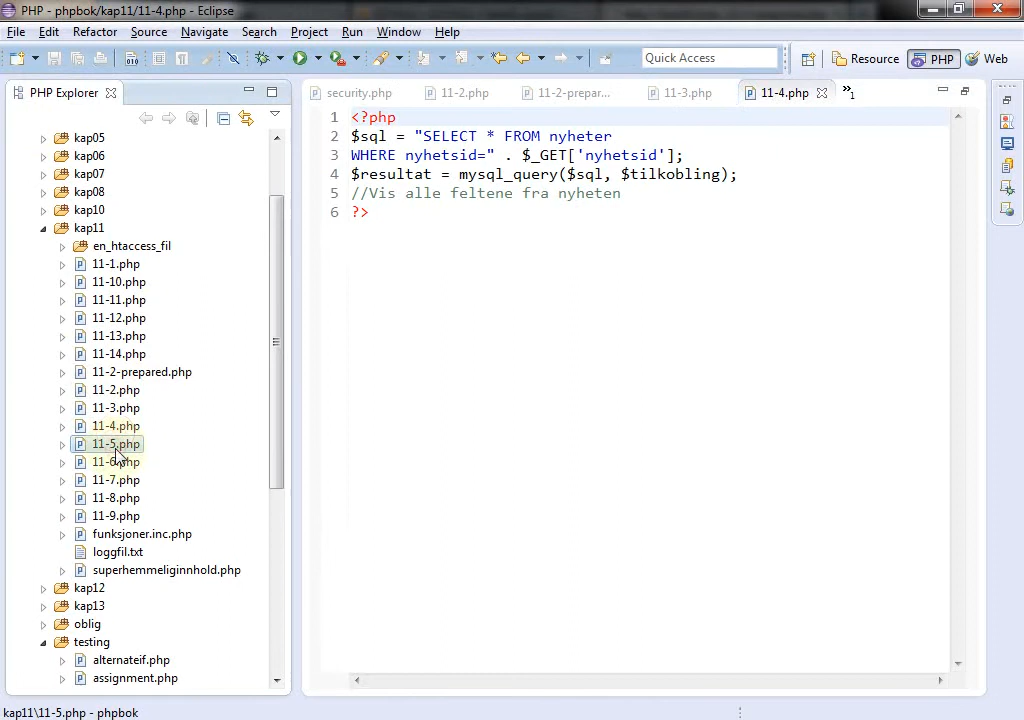 PHP - phpbok/kap11/11-4.php - Eclipse
File Edit Refactor Source Navigate Search Project Run Window Help
Quick Access Resource PHP Web
PHP Explorer
security.php 11-2.php 11-2-prepar... 11-3.php 11-4.php »1
kap05
kap06
kap07
kap08
kap10
kap11
en_htaccess_fil
11-1.php
11-10.php
11-11.php
11-12.php
11-13.php
11-14.php
11-2-prepared.php
11-2.php
11-3.php
11-4.php
11-5.php
11-6.php
11-7.php
11-8.php
11-9.php
funksjoner.inc.php
loggfil.txt
superhemmeliginnhold.php
kap12
kap13
oblig
testing
alternateif.php
assignment.php
1 <?php
2 $sql = "SELECT * FROM nyheter
3 WHERE nyhetsid=" . $_GET['nyhetsid'];
4 $resultat = mysql_query($sql, $tilkobling);
5 //Vis alle feltene fra nyheten
6 ?>
kap11\11-5.php - phpbok